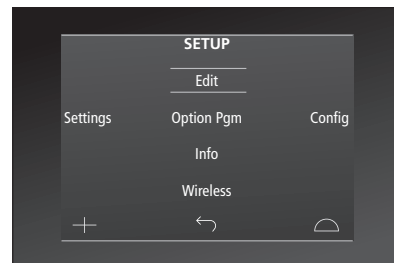 SETUP
Edit
Settings Option Pgm Config
Info
Wireless